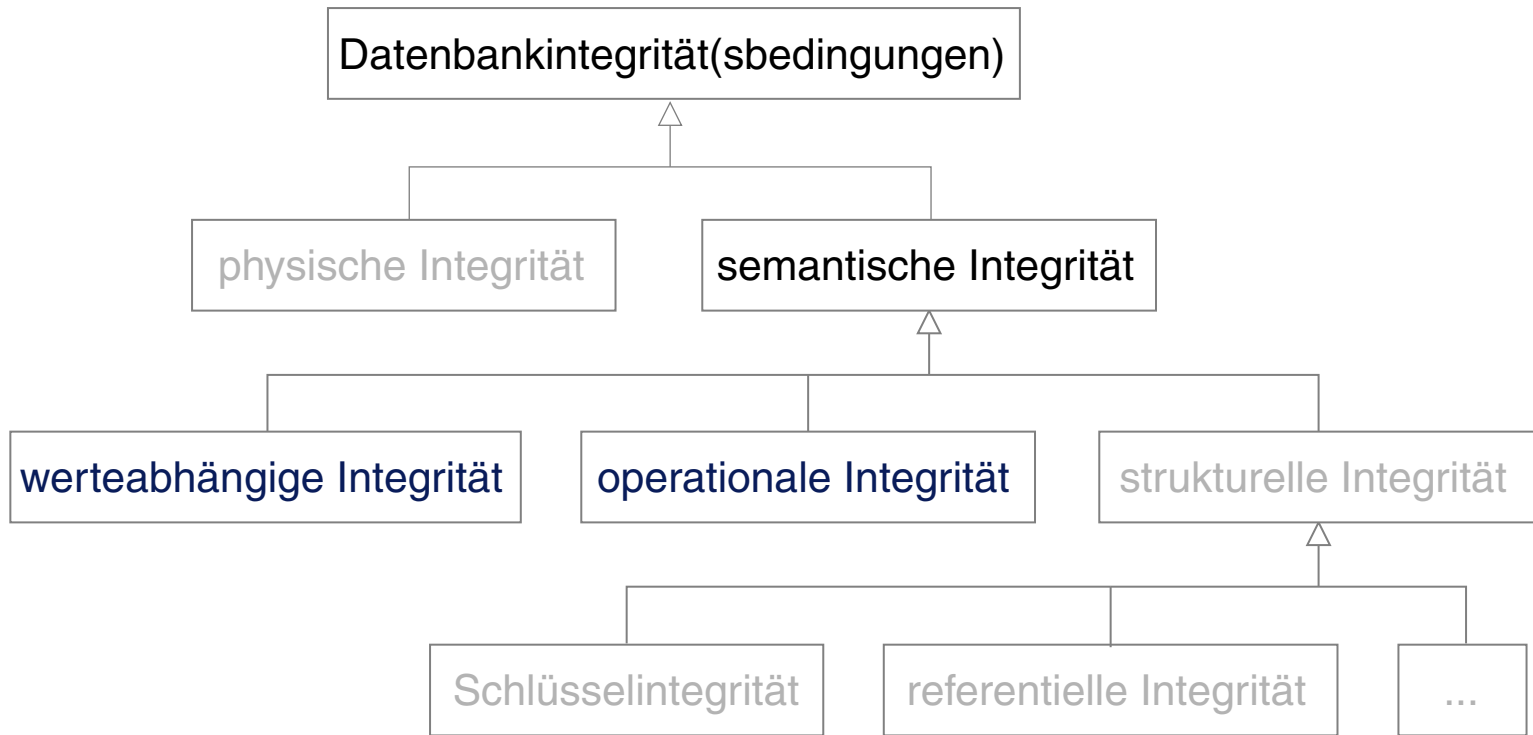 Datenbankintegrität(sbedingungen)
physische Integrität
semantische Integrität
werteabhängige Integrität
operationale Integrität
strukturelle Integrität
Schlüsselintegrität
referentielle Integrität
...